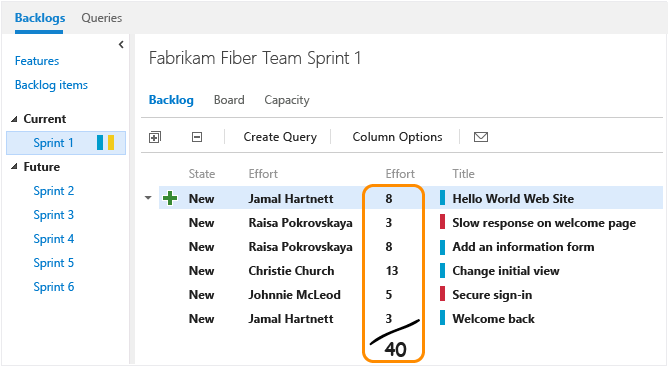 Backlogs Queries
Features
Backlog items
Current
Sprint 1
Future
Sprint 2
Sprint 3
Sprint 4
Sprint 5
Sprint 6
Fabrikam Fiber Team Sprint 1
Backlog Board Capacity
Create Query Column Options
State Effort Effort Title
New Jamal Hartnett 8 Hello World Web Site
New Raisa Pokrovskaya 3 Slow response on welcome page
New Raisa Pokrovskaya 8 Add an information form
New Christie Church 13 Change initial view
New Johnnie McLeod 5 Secure sign-in
New Jamal Hartnett 3 Welcome back
40